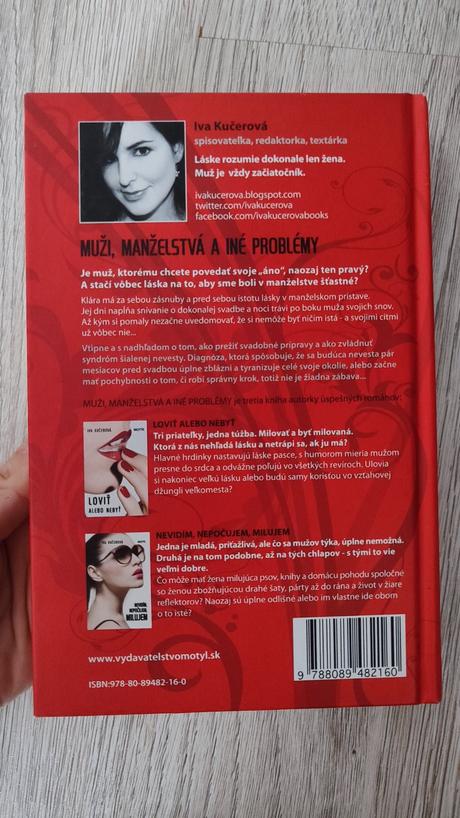 Iva Kučerová
spisovateľka, redaktorka, textárka
Láske rozumie dokonale len žena.
Muž je vždy začiatočník.
ivakucerova.blogspot.com
twitter.com/ivakucerova
facebook.com/ivakucerovabooks
MUŽI, MANŽELSTVÁ A INÉ PROBLÉMY
Je muž, ktorému chcete povedať svoje „áno“, naozaj ten pravý?
A stačí vôbec láska na to, aby sme boli v manželstve šťastné?
Klára má za sebou zásnuby a pred sebou istotu lásky v manželskom prístave.
Jej dni napĺňa snívanie o dokonalej svadbe a noci trávi po boku muža svojich snov.
Až kým si pomaly nezačne uvedomovať, že si nemôže byť ničím istá - a svojimi citmi
už vôbec nie...
Vtipne a s nadhľadom o tom, ako prežiť svadobné prípravy a ako zvládnuť
syndróm šialenej nevesty. Diagnóza, ktorá spôsobuje, že sa budúca nevesta pár
mesiacov pred svadbou úplne zblázni a tyranizuje celé svoje okolie, alebo začne
mať pochybnosti o tom, či robí správny krok, totiž nie je žiadna zábava...
MUŽI, MANŽELSTVÁ A INÉ PROBLÉMY je tretia kniha autorky úspešných románov:
IVA KUČEROVÁ
MOTÝĽ
LOVIŤ
ALEBO NEBYŤ
LOVIŤ ALEBO NEBYŤ
Tri priateľky, jedna túžba. Milovať a byť milovaná.
Ktorá z nás nehľadá lásku a netrápi sa, ak ju má?
Hlavné hrdinky nastavujú láske pasce, s humorom mieria mužom
presne do srdca a odvážne poľujú vo všetkých revíroch. Ulovia
si nakoniec veľkú lásku alebo budú samy korisťou vo vzťahovej
džungli veľkomesta?
IVA KUČEROVÁ
MOTÝĽ
NEVIDÍM,
NEPOČUJEM,
MILUJEM
NEVIDÍM, NEPOČUJEM, MILUJEM
Jedna je mladá, príťažlivá, ale čo sa mužov týka, úplne nemožná.
Druhá je na tom podobne, až na tých chlapov - s tými to vie
veľmi dobre.
Čo môže mať žena milujúca psov, knihy a domácu pohodu spoločne
so ženou zbožňujúcou drahé šaty, párty až do rána a život v žiare
reflektorov? Naozaj sú úplne odlišné alebo im vlastne ide obom
o to isté?
www.vydavatelstvomotyl.sk
ISBN:978-80-89482-16-0
9 788089 482160